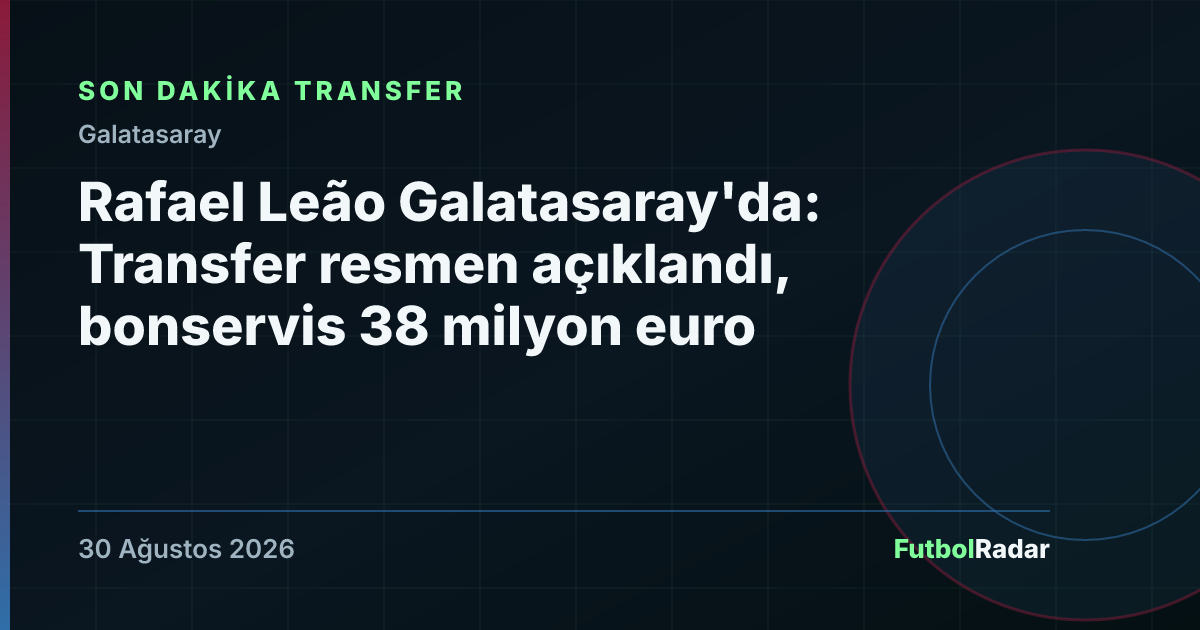 SON DAKİKA TRANSFER
Galatasaray
Rafael Leão Galatasaray'da:
Transfer resmen açıklandı,
bonservis 38 milyon euro
30 Ağustos 2026
FutbolRadar